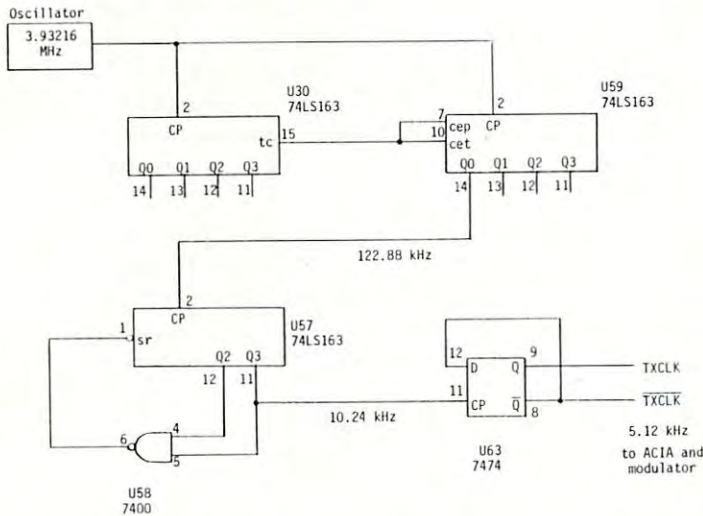 Oscillator
3.93216
MHz
U30
74LS163
2
CP
tc
15
Q0 Q1 Q2 Q3
14 13 12 11
U59
74LS163
2
7
10
cep
cet
CP
Q0 Q1 Q2 Q3
14 13 12 11
122.88 kHz
2
CP
1
sr
U57
74LS163
Q2 Q3
12 11
4
5
6
U58
7400
10.24 kHz
12
D
Q
9
11
CP
Q̅
8
U63
7474
TXCLK
T̅X̅C̅L̅K̅
5.12 kHz
to ACIA and
modulator